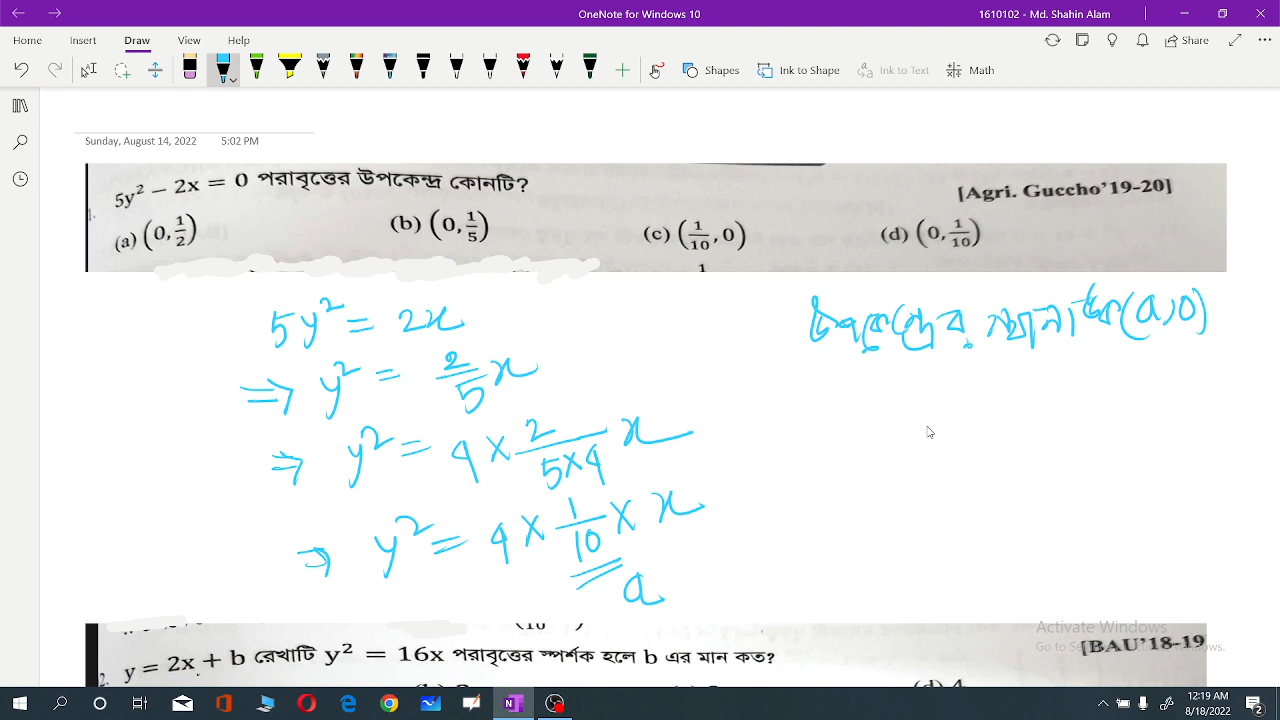 OneNote for Windows 10
1610102 - Md. Shahin Alam
Home Insert Draw View Help
Share
Shapes Ink to Shape Ink to Text Math
Sunday, August 14, 2022 5:02 PM
1. 5y² − 2x = 0 পরাবৃত্তের উপকেন্দ্র কোনটি? [Agri. Guccho'19-20]
(a) (0, 1/2) (b) (0, 1/5) (c) (1/10, 0) (d) (0, 1/10)
5y² = 2x
উপকেন্দ্রের স্থানাঙ্ক (a, 0)
⇒ y² = 2/5 x
⇒ y² = 4 × 2/(5×4) x
⇒ y² = 4 × 1/10 × x
a
Activate Windows
[BAU'18-19
2. y = 2x + b রেখাটি y² = 16x পরাবৃত্তের স্পর্শক হলে b এর মান কত?
(d) 4
12:19 AM
8/18/2022